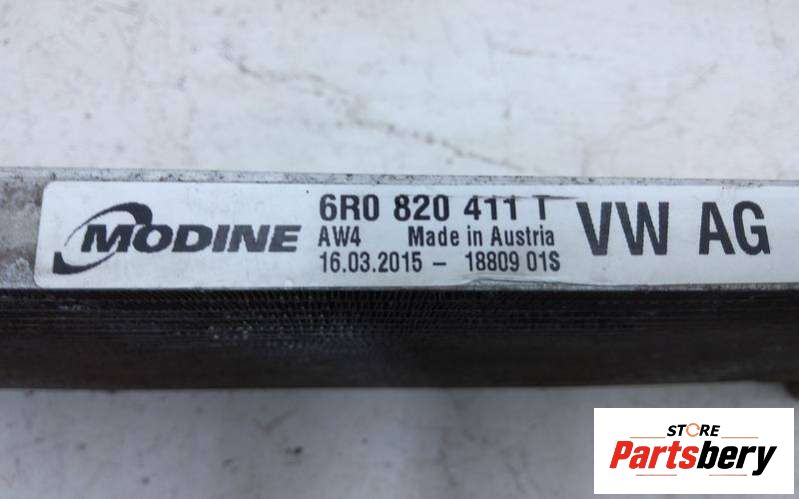 MODINE
6R0 820 411 T
AW4 Made in Austria
16.03.2015 – 18809 01S
VW AG
STORE
Partsbery